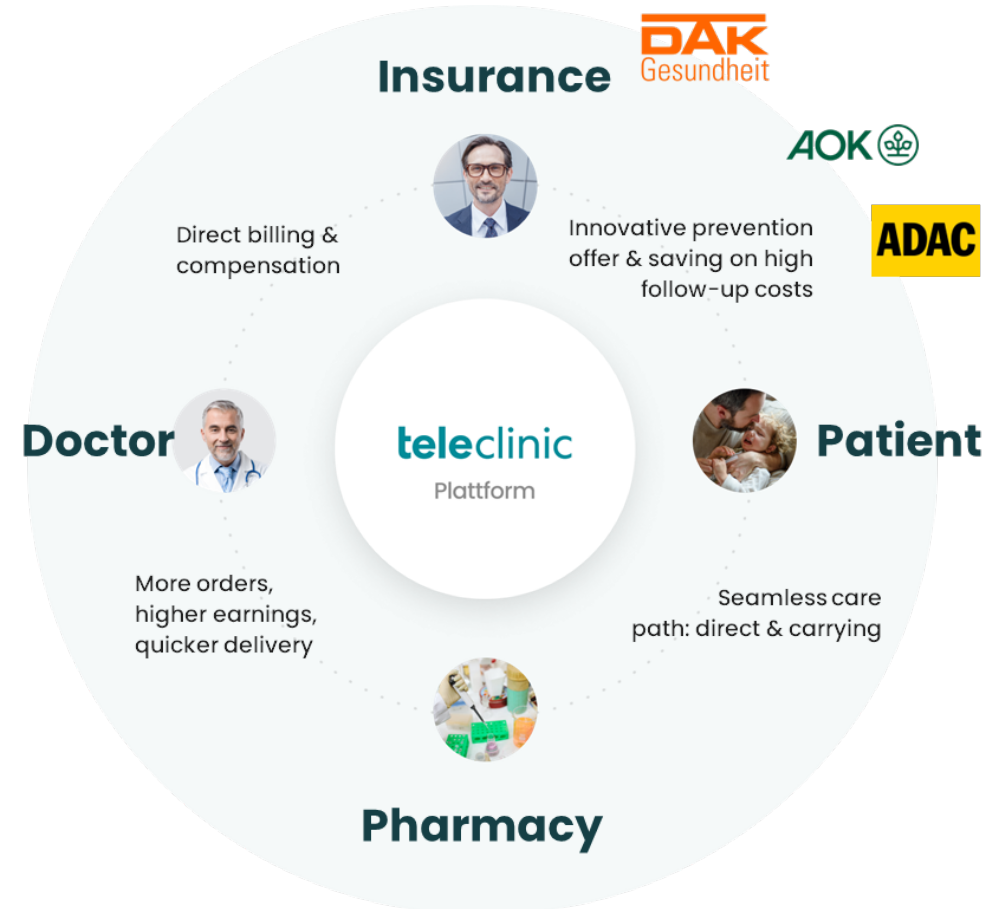 Insurance
DAK
Gesundheit
AOK
ADAC
Direct billing &
compensation
Innovative prevention
offer & saving on high
follow-up costs
Doctor
teleclinic
Plattform
Patient
More orders,
higher earnings,
quicker delivery
Seamless care
path: direct & carrying
Pharmacy